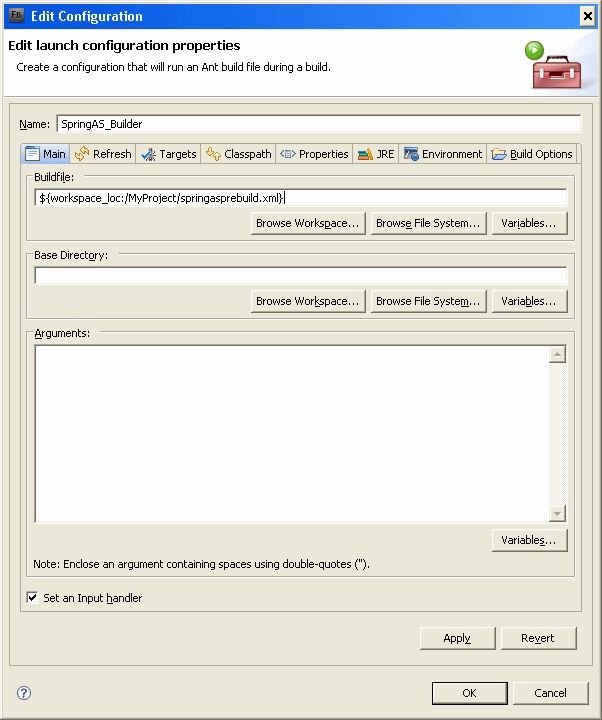 FB Edit Configuration
Edit launch configuration properties
Create a configuration that will run an Ant build file during a build.
Name: SpringAS_Builder
Main Refresh Targets Classpath Properties JRE Environment Build Options
Buildfile:
${workspace_loc:/MyProject/springasprebuild.xml}
Browse Workspace... Browse File System... Variables...
Base Directory:
Browse Workspace... Browse File System... Variables...
Arguments:
Variables...
Note: Enclose an argument containing spaces using double-quotes (").
Set an Input handler
Apply Revert
? OK Cancel